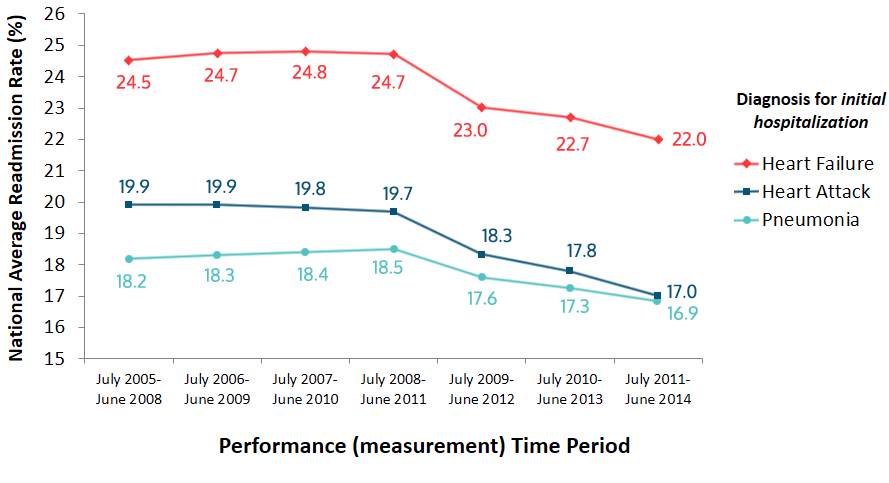 26
25
24
23
22
21
20
19
18
17
16
15
National Average Readmission Rate (%)
24.5
24.7
24.8
24.7
23.0
22.7
22.0
19.9
19.9
19.8
19.7
18.3
17.8
17.0
18.2
18.3
18.4
18.5
17.6
17.3
16.9
July 2005-
June 2008
July 2006-
June 2009
July 2007-
June 2010
July 2008-
June 2011
July 2009-
June 2012
July 2010-
June 2013
July 2011-
June 2014
Performance (measurement) Time Period
Diagnosis for initial
hospitalization
Heart Failure
Heart Attack
Pneumonia